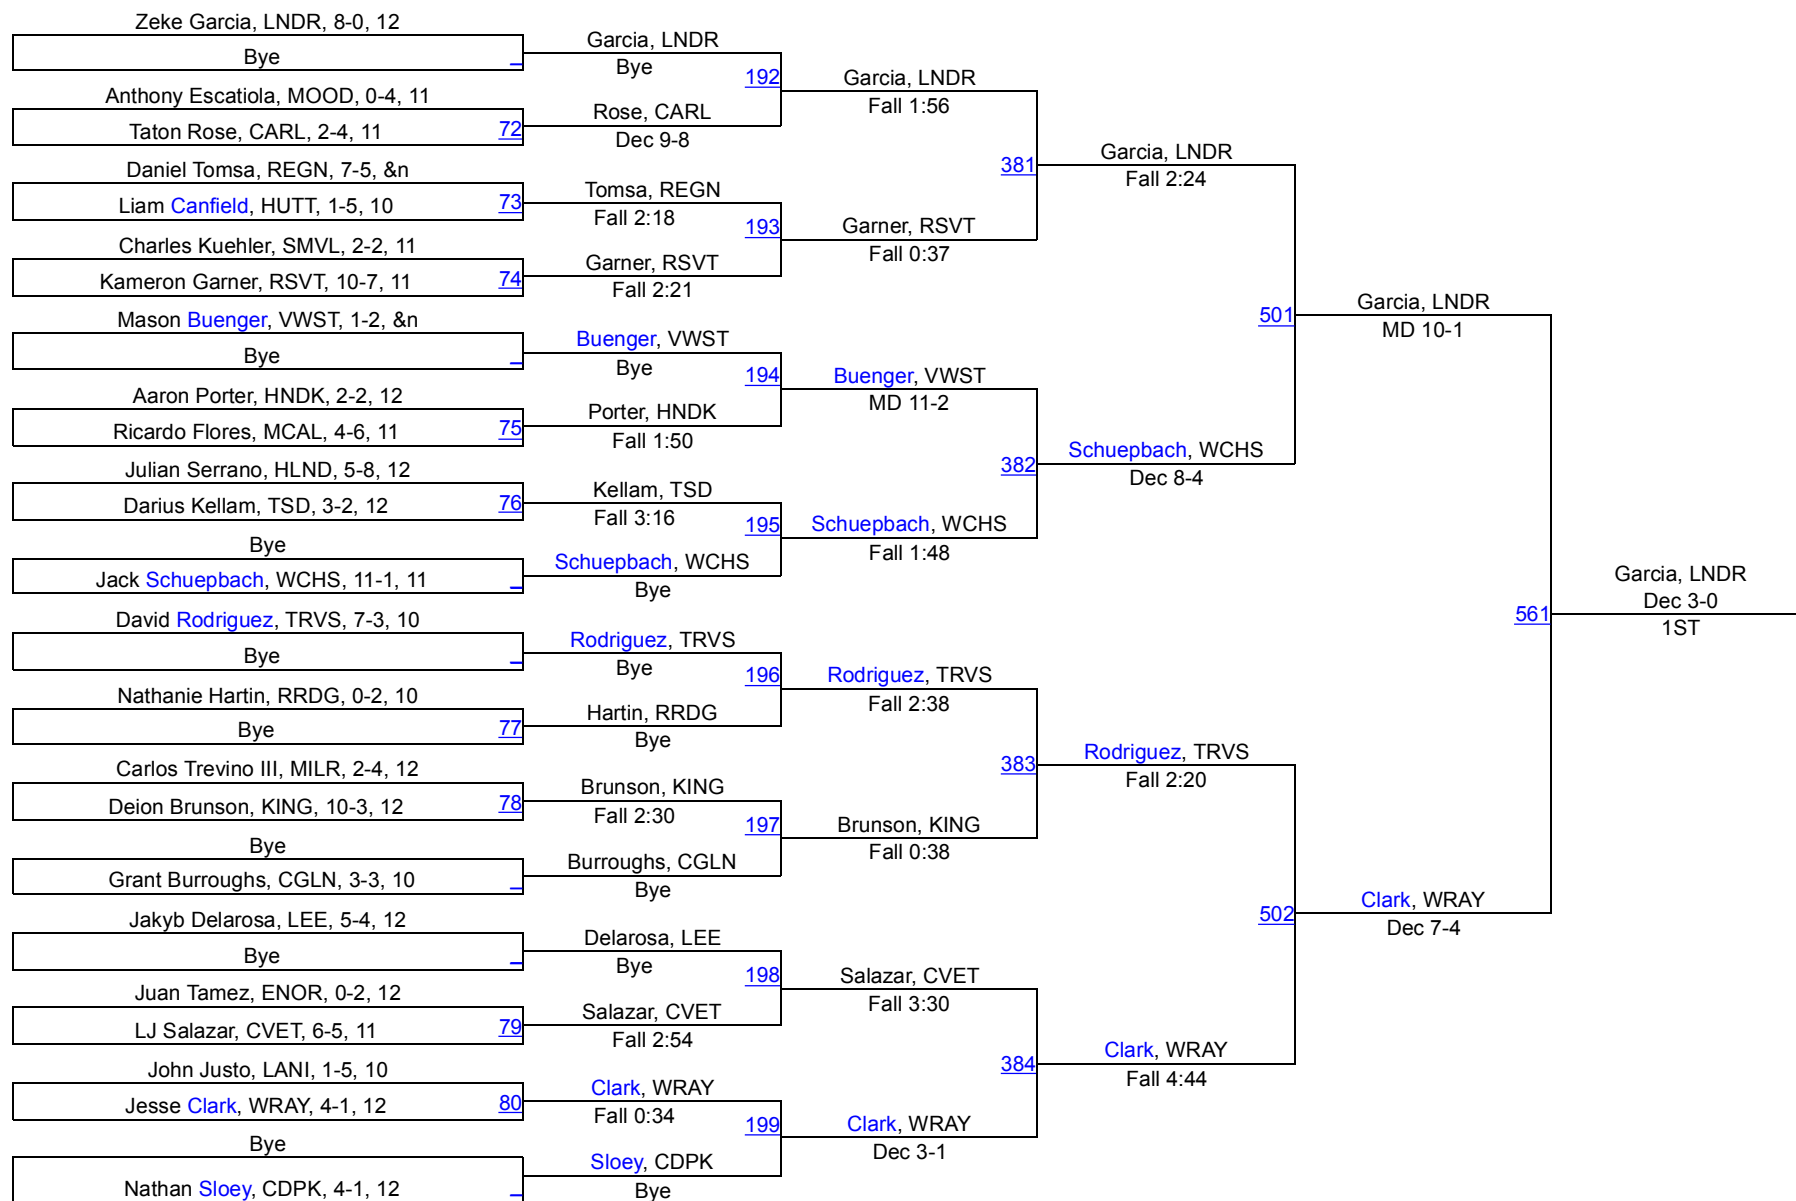 Zeke Garcia, LNDR, 8-0, 12
Bye
Anthony Escatiola, MOOD, 0-4, 11
Taton Rose, CARL, 2-4, 11
72
Daniel Tomsa, REGN, 7-5, &n
Liam Canfield, HUTT, 1-5, 10
73
Charles Kuehler, SMVL, 2-2, 11
Kameron Garner, RSVT, 10-7, 11
74
Mason Buenger, VWST, 1-2, &n
Bye
Aaron Porter, HNDK, 2-2, 12
Ricardo Flores, MCAL, 4-6, 11
75
Julian Serrano, HLND, 5-8, 12
Darius Kellam, TSD, 3-2, 12
76
Bye
Jack Schuepbach, WCHS, 11-1, 11
David Rodriguez, TRVS, 7-3, 10
Bye
Nathanie Hartin, RRDG, 0-2, 10
Bye
77
Carlos Trevino III, MILR, 2-4, 12
Deion Brunson, KING, 10-3, 12
78
Bye
Grant Burroughs, CGLN, 3-3, 10
Jakyb Delarosa, LEE, 5-4, 12
Bye
Juan Tamez, ENOR, 0-2, 12
LJ Salazar, CVET, 6-5, 11
79
John Justo, LANI, 1-5, 10
Jesse Clark, WRAY, 4-1, 12
80
Bye
Nathan Sloey, CDPK, 4-1, 12
Garcia, LNDR
Bye
192
Rose, CARL
Dec 9-8
Tomsa, REGN
Fall 2:18
193
Garner, RSVT
Fall 2:21
Buenger, VWST
Bye
194
Porter, HNDK
Fall 1:50
Kellam, TSD
Fall 3:16
195
Schuepbach, WCHS
Bye
Rodriguez, TRVS
Bye
196
Hartin, RRDG
Bye
Brunson, KING
Fall 2:30
197
Burroughs, CGLN
Bye
Delarosa, LEE
Bye
198
Salazar, CVET
Fall 2:54
Clark, WRAY
Fall 0:34
199
Sloey, CDPK
Bye
Garcia, LNDR
Fall 1:56
381
Garner, RSVT
Fall 0:37
Buenger, VWST
MD 11-2
382
Schuepbach, WCHS
Fall 1:48
Rodriguez, TRVS
Fall 2:38
383
Brunson, KING
Fall 0:38
Salazar, CVET
Fall 3:30
384
Clark, WRAY
Dec 3-1
Garcia, LNDR
Fall 2:24
501
Schuepbach, WCHS
Dec 8-4
Rodriguez, TRVS
Fall 2:20
502
Clark, WRAY
Fall 4:44
Garcia, LNDR
MD 10-1
561
Clark, WRAY
Dec 7-4
Garcia, LNDR
Dec 3-0
1ST